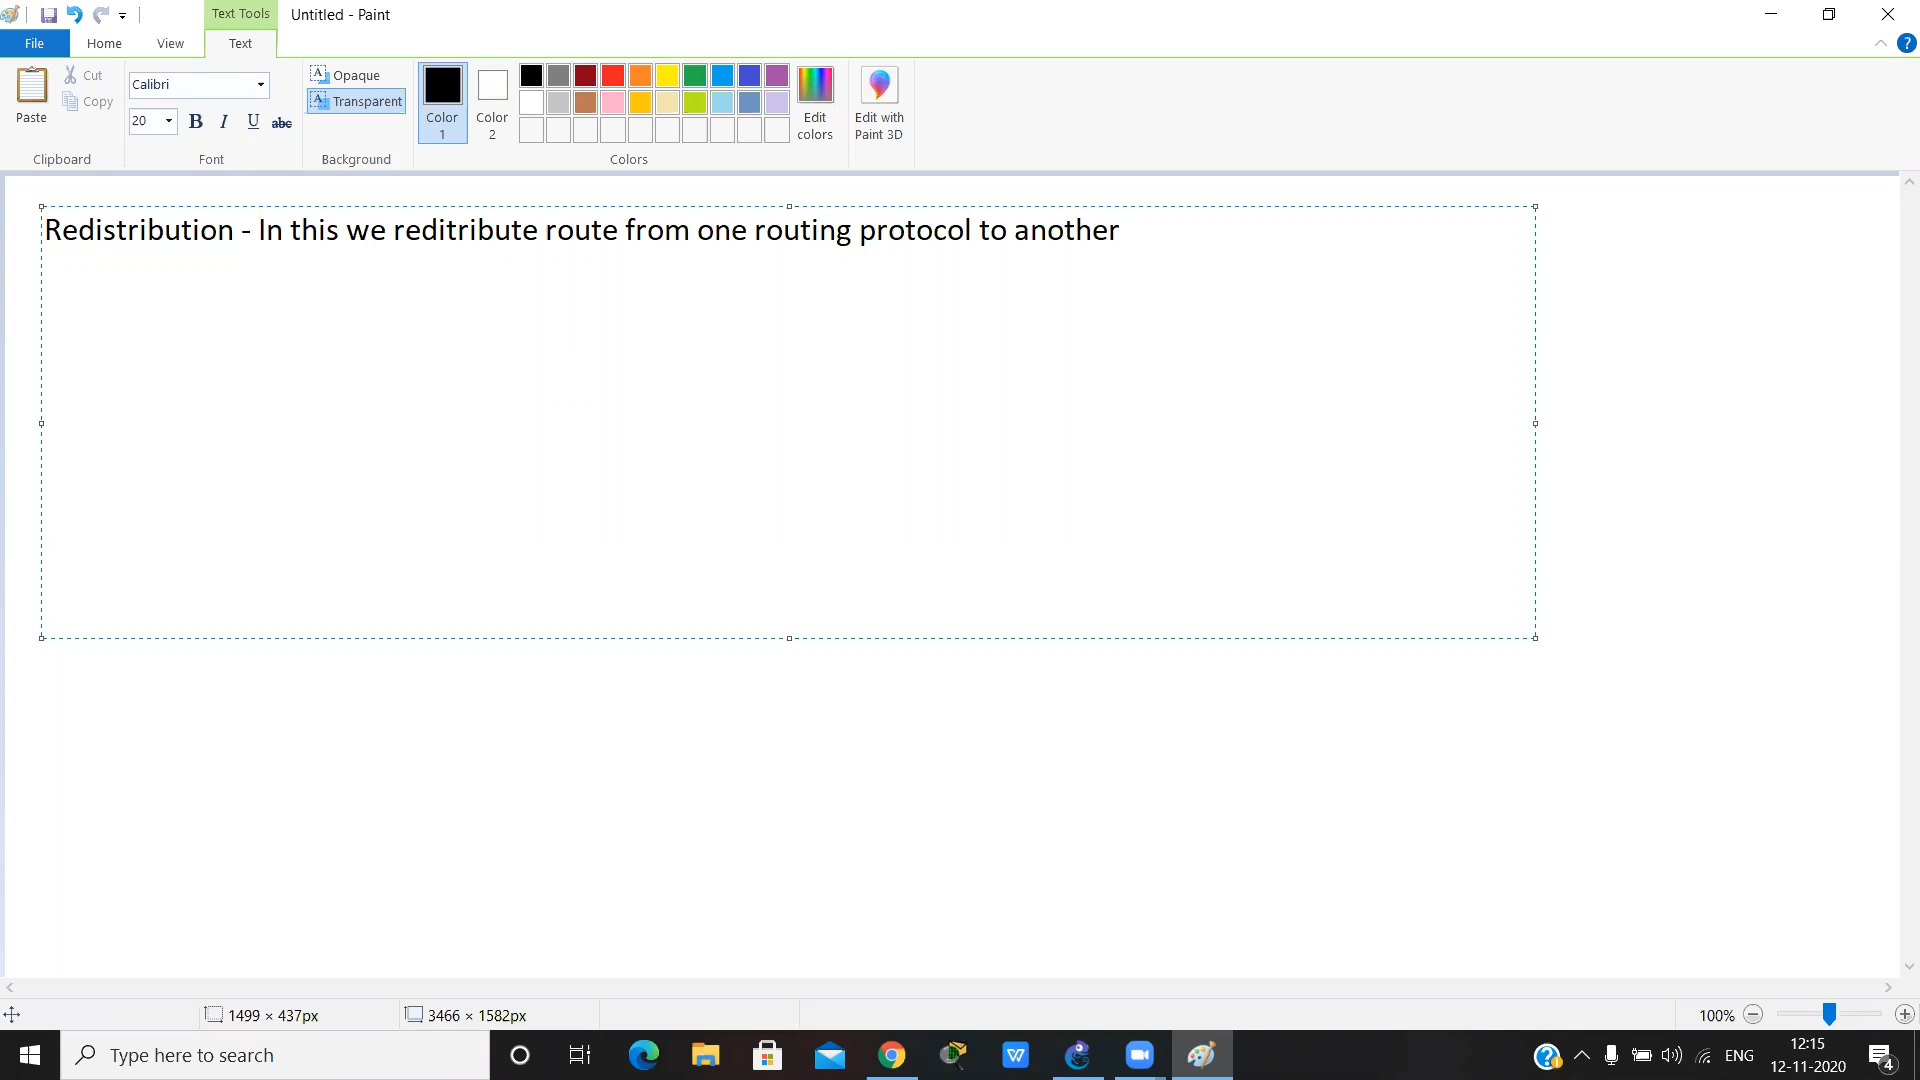 Text Tools
Untitled - Paint
File
Home
View
Text
Paste
Cut
Copy
Clipboard
Calibri
20
B I U abc
Font
Opaque
Transparent
Background
Color 1
Color 2
Colors
Edit colors
Edit with Paint 3D
Redistribution - In this we reditribute route from one routing protocol to another
1499 × 437px
3466 × 1582px
100%
Type here to search
ENG
12:15
12-11-2020
4